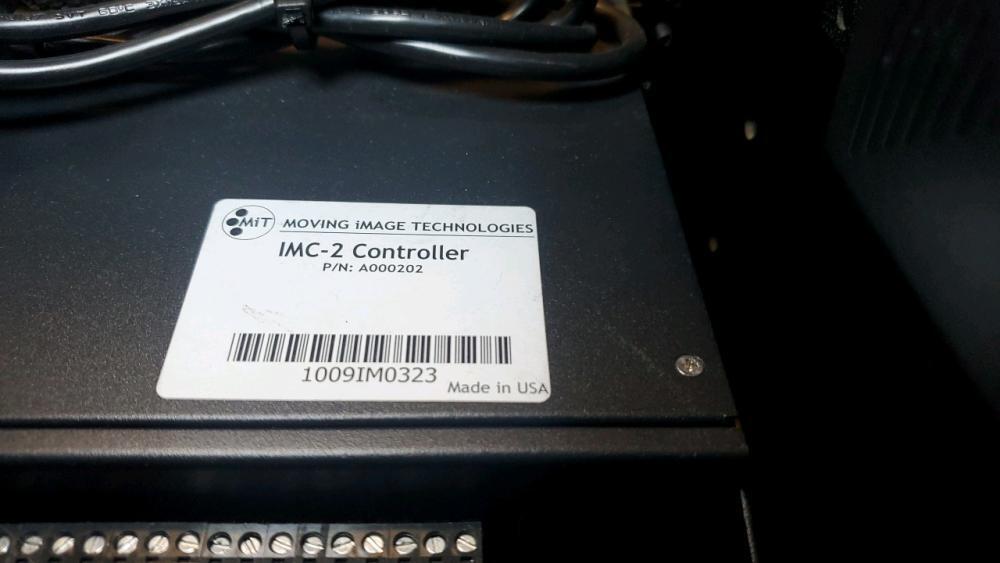 MiT MOVING iMAGE TECHNOLOGIES
IMC-2 Controller
P/N: A000202
1009IM0323
Made in USA